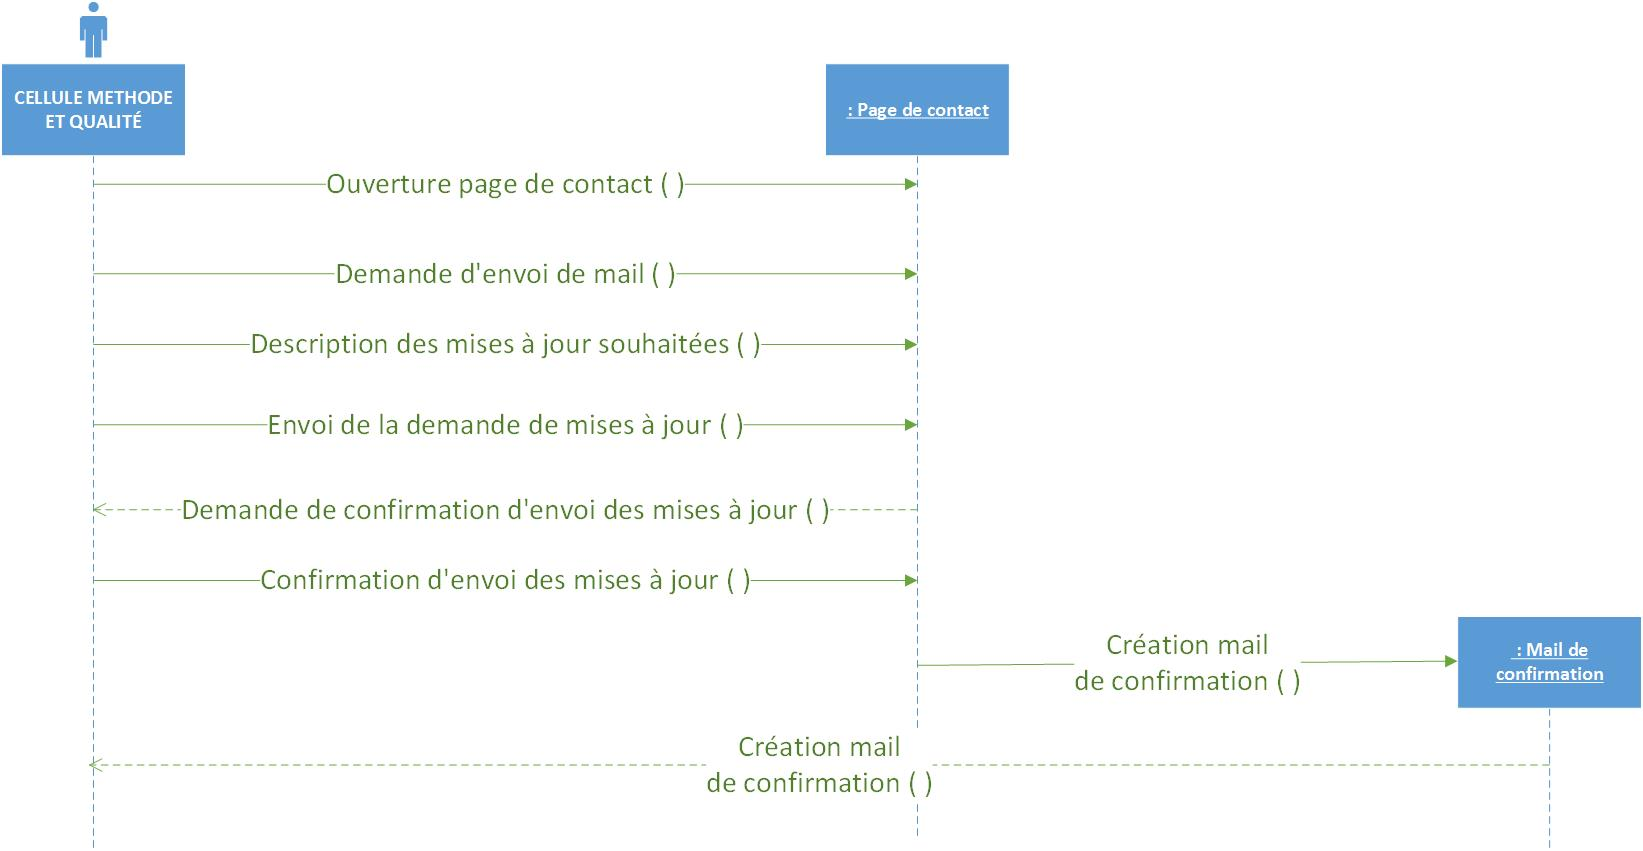 CELLULE METHODE
ET QUALITÉ
: Page de contact
Ouverture page de contact ( )
Demande d'envoi de mail ( )
Description des mises à jour souhaitées ( )
Envoi de la demande de mises à jour ( )
Demande de confirmation d'envoi des mises à jour ( )
Confirmation d'envoi des mises à jour ( )
Création mail
de confirmation ( )
: Mail de
confirmation
Création mail
de confirmation ( )